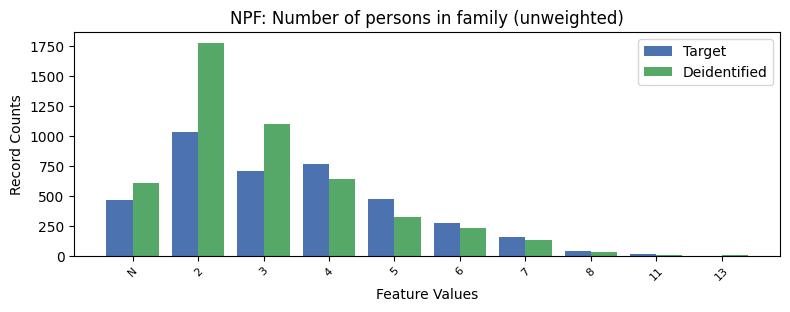 NPF: Number of persons in family (unweighted)
Target
Deidentified
1750
1500
1250
1000
750
500
250
0
Record Counts
N 2 3 4 5 6 7 8 11 13
Feature Values